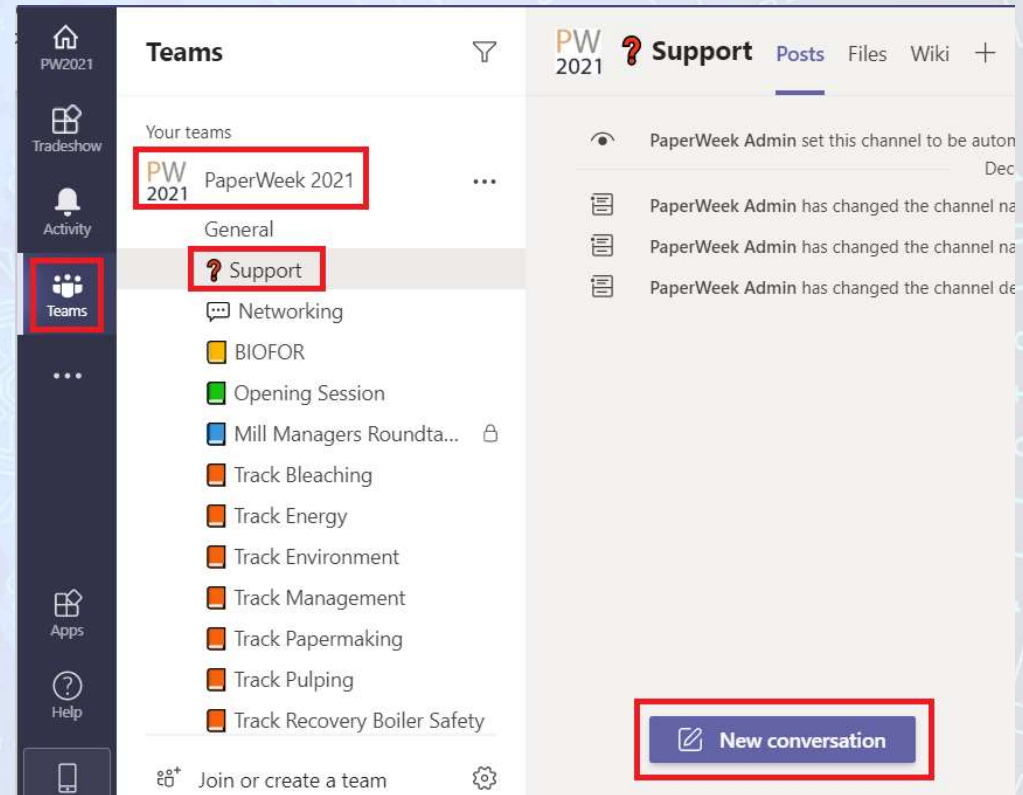 PW2021
Tradeshow
Activity
Teams
Apps
Help
Teams
Your teams
PW 2021 PaperWeek 2021
General
❓ Support
Networking
BIOFOR
Opening Session
Mill Managers Roundta...
Track Bleaching
Track Energy
Track Environment
Track Management
Track Papermaking
Track Pulping
Track Recovery Boiler Safety
Join or create a team
PW 2021 ❓ Support Posts Files Wiki +
PaperWeek Admin set this channel to be autom
Dec
PaperWeek Admin has changed the channel na
PaperWeek Admin has changed the channel na
PaperWeek Admin has changed the channel de
New conversation